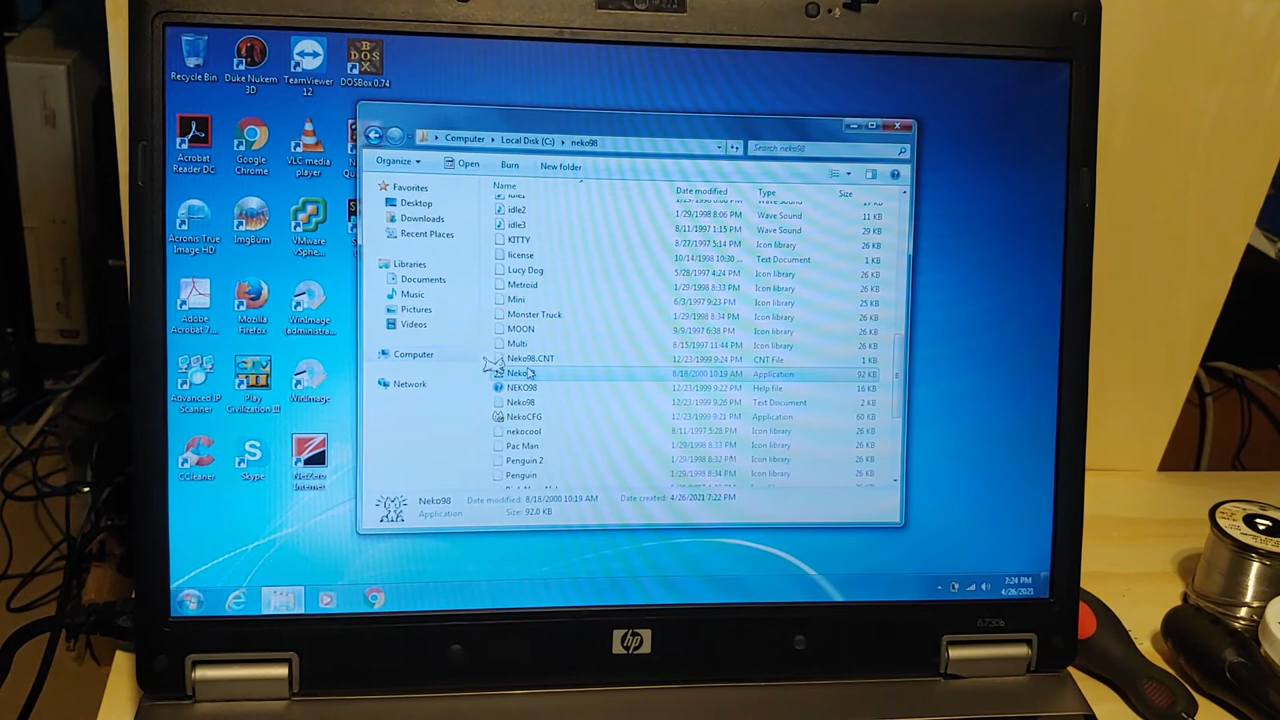 Recycle Bin
Duke Nukem 3D
TeamViewer 12
DOSBox 0.74
Acrobat Reader DC
Google Chrome
VLC media player
Acronis True Image HD
ImgBurn
VMware vSphe...
Adobe Acrobat 7...
Mozilla Firefox
WinImage (administra...
Advanced IP Scanner
Play Civilization III
WinImage
CCleaner
Skype
NetZero Internet
Computer Local Disk (C:) neko98
Search neko98
Organize Open Burn New folder
Favorites
Desktop
Downloads
Recent Places
Libraries
Documents
Music
Pictures
Videos
Computer
Network
Name Date modified Type Size
idle1 Wave Sound
idle2 1/29/1998 8:06 PM Wave Sound 11 KB
idle3 8/11/1997 1:15 PM Wave Sound 29 KB
KITTY 8/27/1997 5:14 PM Icon library 26 KB
license 10/14/1998 10:30 ... Text Document 1 KB
Lucy Dog 5/28/1997 4:24 PM Icon library 26 KB
Metroid 1/29/1998 8:33 PM Icon library 26 KB
Mini 6/3/1997 9:23 PM Icon library 25 KB
Monster Truck 1/29/1998 8:34 PM Icon library 26 KB
MOON 9/9/1997 6:38 PM Icon library 26 KB
Multi 8/15/1997 11:44 PM Icon library 26 KB
Neko98.CNT 12/23/1999 9:24 PM CNT File 1 KB
8/18/2000 10:19 AM Application 92 KB
NEKO98 12/23/1999 9:22 PM Help file 16 KB
Neko98 12/23/1999 9:26 PM Text Document 2 KB
NekoCFG 12/23/1999 9:21 PM Application 60 KB
nekocool 8/11/1997 5:28 PM Icon library 26 KB
Pac Man 1/29/1998 8:37 PM Icon library 26 KB
Penguin 2 1/29/1998 8:32 PM Icon library 26 KB
Penguin 1/29/1998 8:34 PM Icon library 26 KB
Neko98 Date modified: 8/18/2000 10:19 AM Date created: 4/26/2021 7:22 PM
Application Size: 92.0 KB
7:24 PM
4/26/2021
6730b
hp